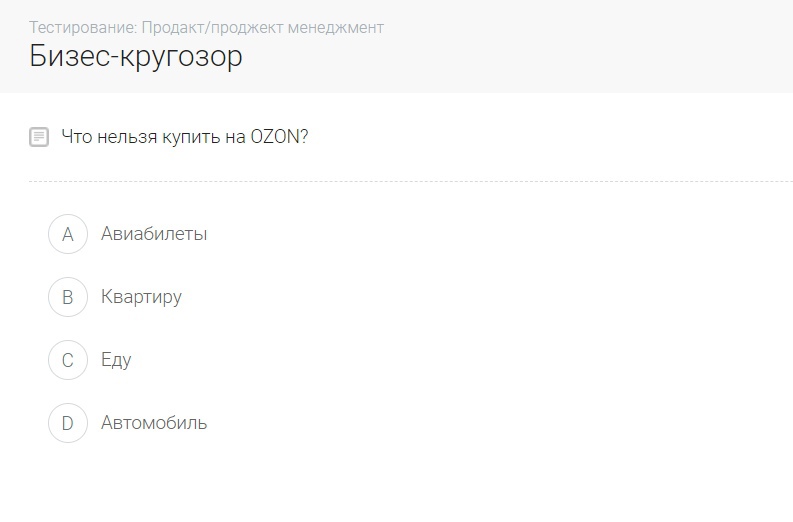 Тестирование: Продакт/проджект менеджмент
Бизес-кругозор
Что нельзя купить на OZON?
A Авиабилеты
B Квартиру
C Еду
D Автомобиль